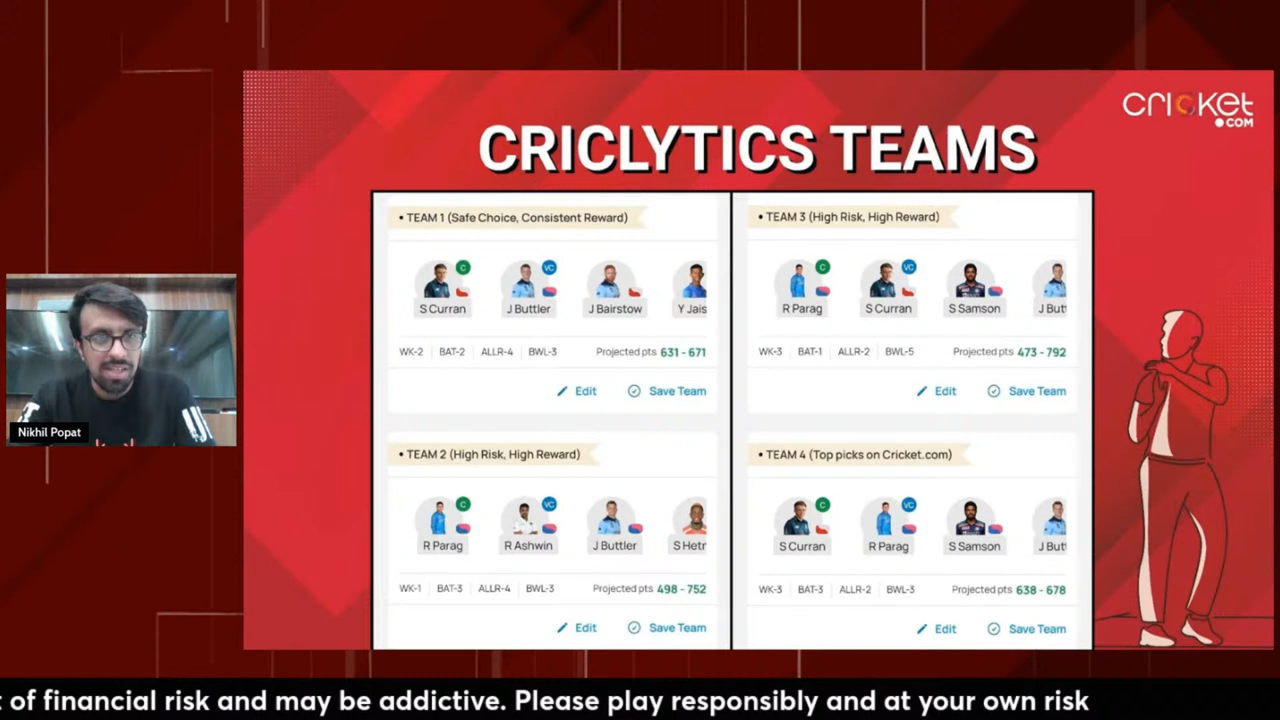 cricket
.COM
CRICLYTICS TEAMS
• TEAM 1 (Safe Choice, Consistent Reward)
C
VC
S Curran
J Buttler
J Bairstow
Y Jais
WK-2 BAT-2 ALLR-4 BWL-3 Projected pts 631 - 671
Edit Save Team
• TEAM 3 (High Risk, High Reward)
C
VC
R Parag
S Curran
S Samson
J But
WK-3 BAT-1 ALLR-2 BWL-5 Projected pts 473 - 792
Edit Save Team
• TEAM 2 (High Risk, High Reward)
C
VC
R Parag
R Ashwin
J Buttler
S Hetr
WK-1 BAT-3 ALLR-4 BWL-3 Projected pts 498 - 752
Edit Save Team
• TEAM 4 (Top picks on Cricket.com)
C
VC
S Curran
R Parag
S Samson
J But
WK-3 BAT-3 ALLR-2 BWL-3 Projected pts 638 - 678
Edit Save Team
Nikhil Popat
of financial risk and may be addictive. Please play responsibly and at your own risk